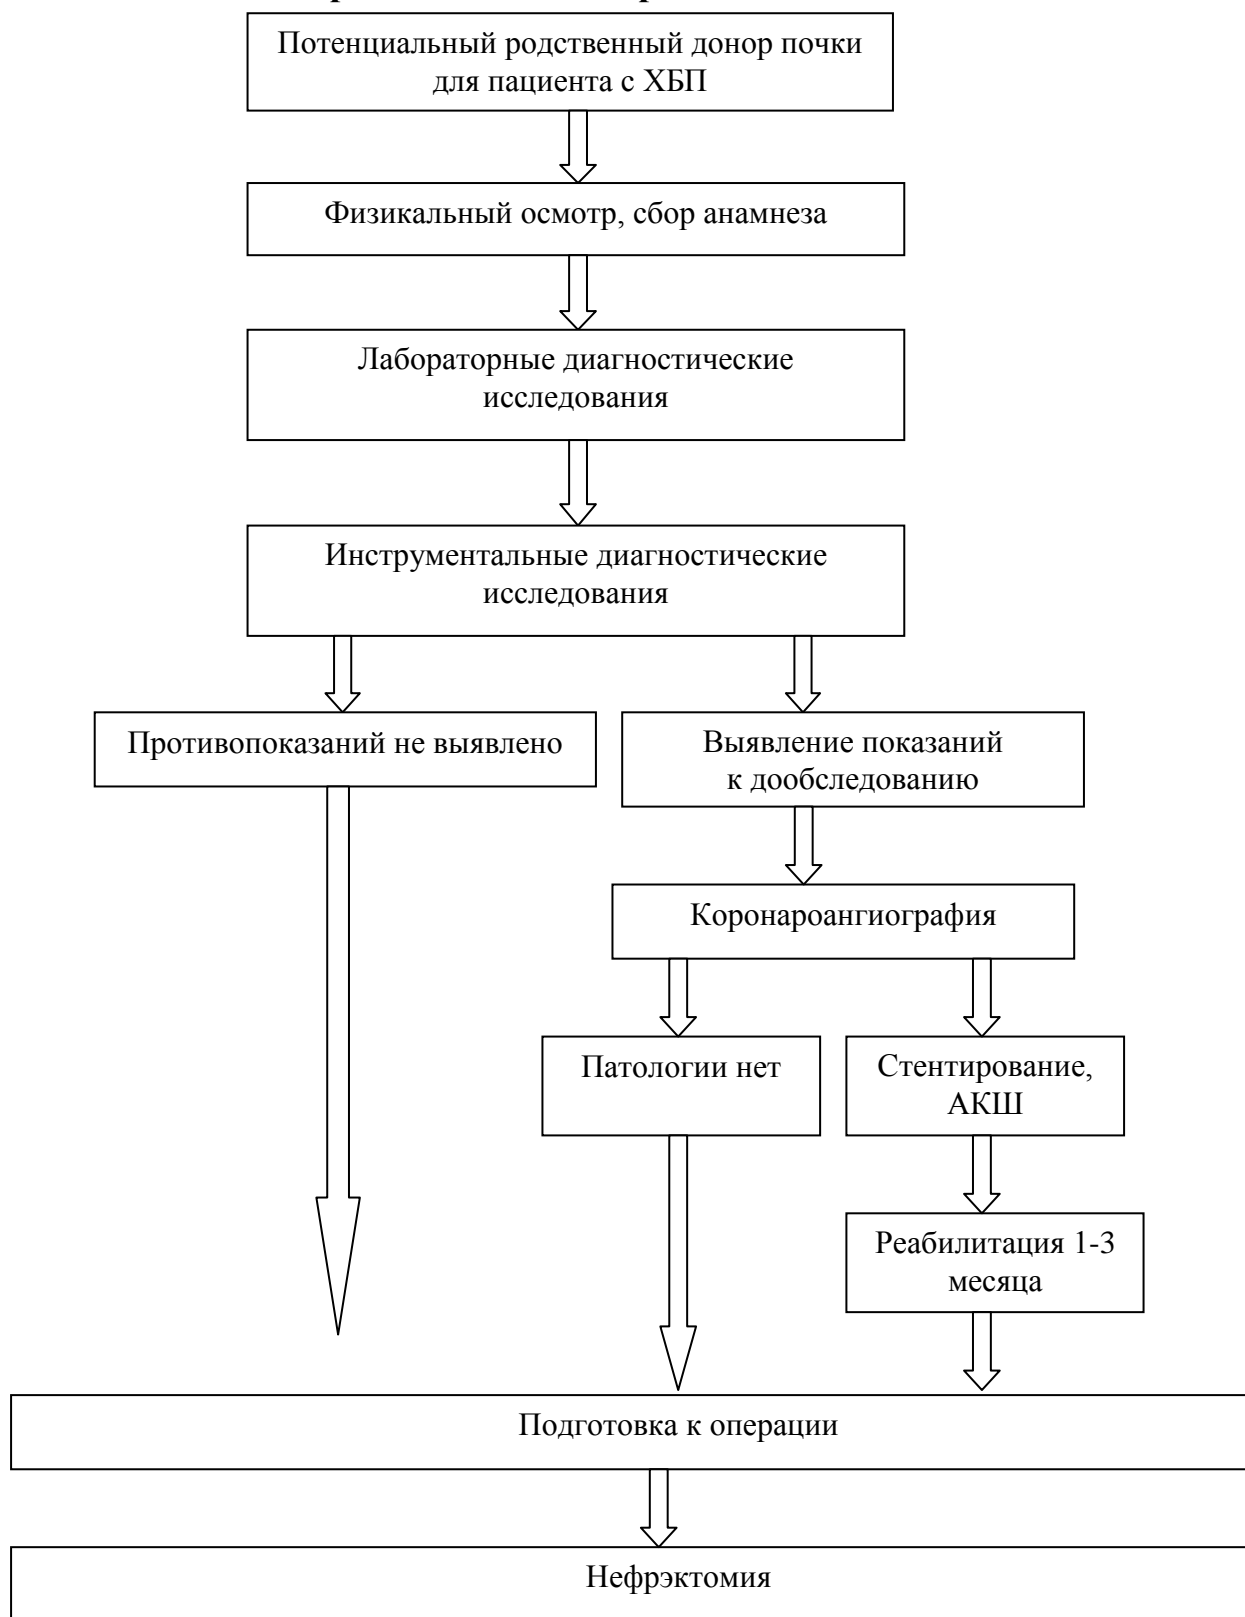 Потенциальный родственный донор почки
для пациента с ХБП
Физикальный осмотр, сбор анамнеза
Лабораторные диагностические
исследования
Инструментальные диагностические
исследования
Противопоказаний не выявлено
Выявление показаний
к дообследованию
Коронароангиография
Патологии нет
Стентирование,
АКШ
Реабилитация 1-3
месяца
Подготовка к операции
Нефрэктомия